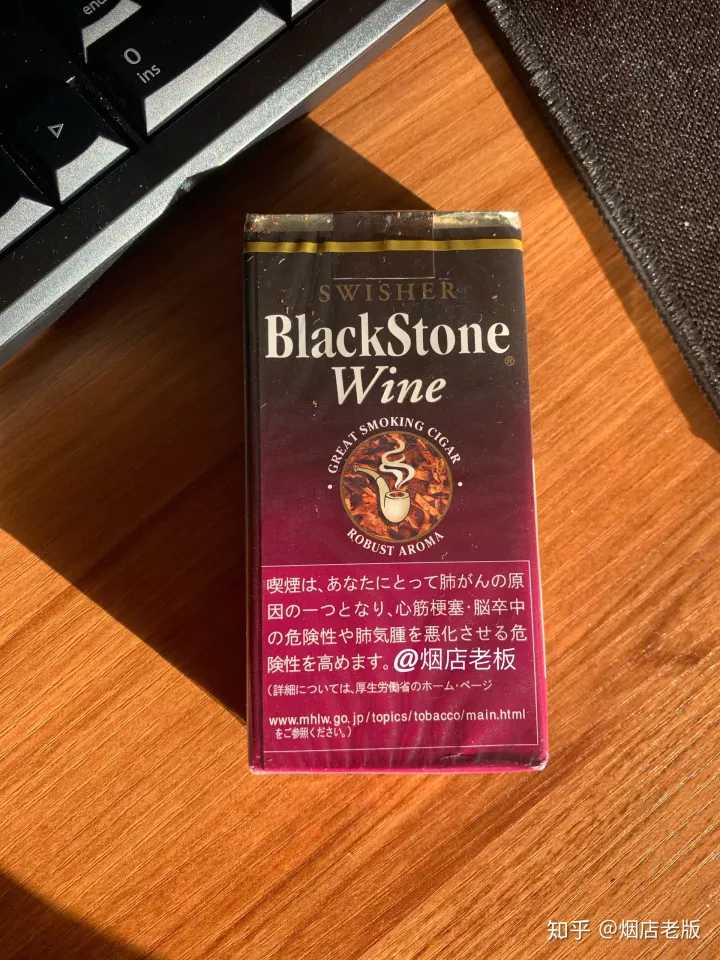 end
0
ins
SWISHER
BlackStone®
Wine
GREAT SMOKING CIGAR
ROBUST AROMA
喫煙は、あなたにとって肺がんの原
因の一つとなり、心筋梗塞・脳卒中
の危険性や肺気腫を悪化させる危
険性を高めます。@烟店老板
(詳細については、厚生労働省のホーム・ページ
www.mhlw.go.jp/topics/tobacco/main.html
をご参照ください。)
知乎 @烟店老版